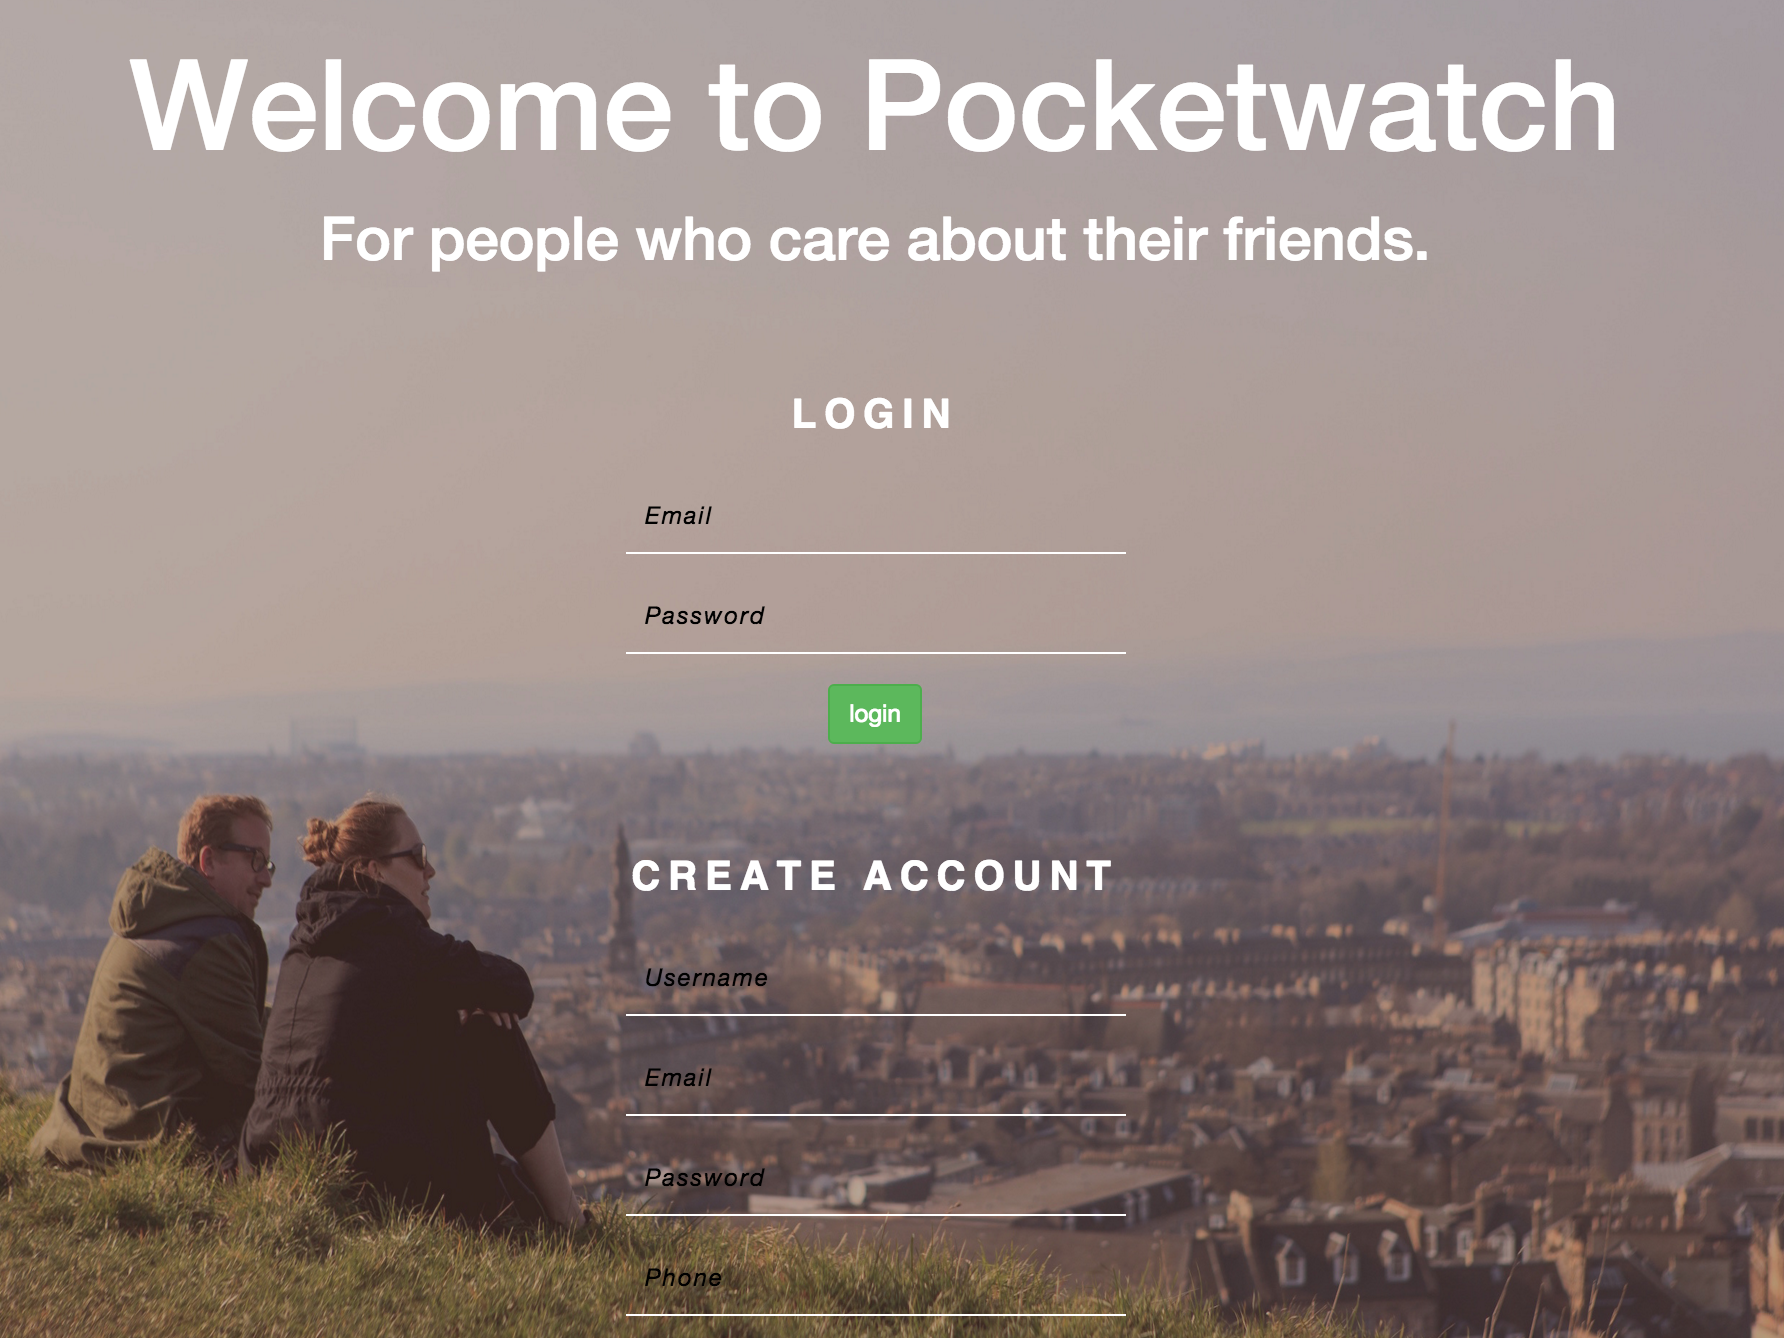 Welcome to Pocketwatch
For people who care about their friends.
LOGIN
Email
Password
login
CREATE ACCOUNT
Username
Email
Password
Phone